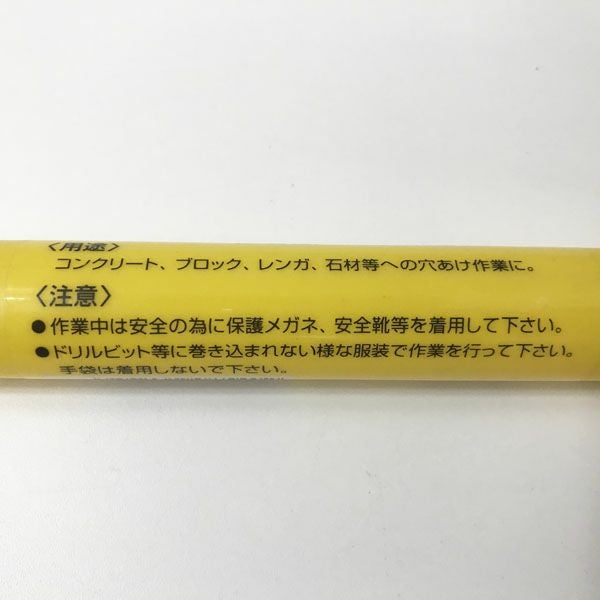 〈用途〉
コンクリート、ブロック、レンガ、石材等への穴あけ作業に。
〈注意〉
●作業中は安全の為に保護メガネ、安全靴等を着用して下さい。
●ドリルビット等に巻き込まれない様な服装で作業を行って下さい。
手袋は着用しないで下さい。